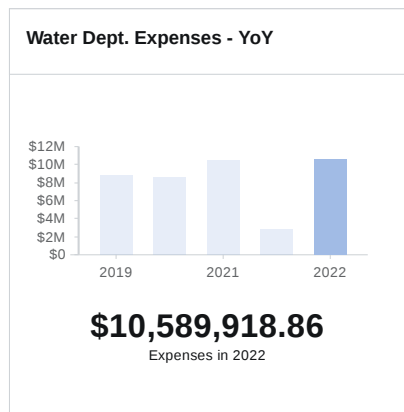 Water Dept. Expenses - YoY
$12M
$10M
$8M
$6M
$4M
$2M
$0
2019 2021 2022
$10,589,918.86
Expenses in 2022